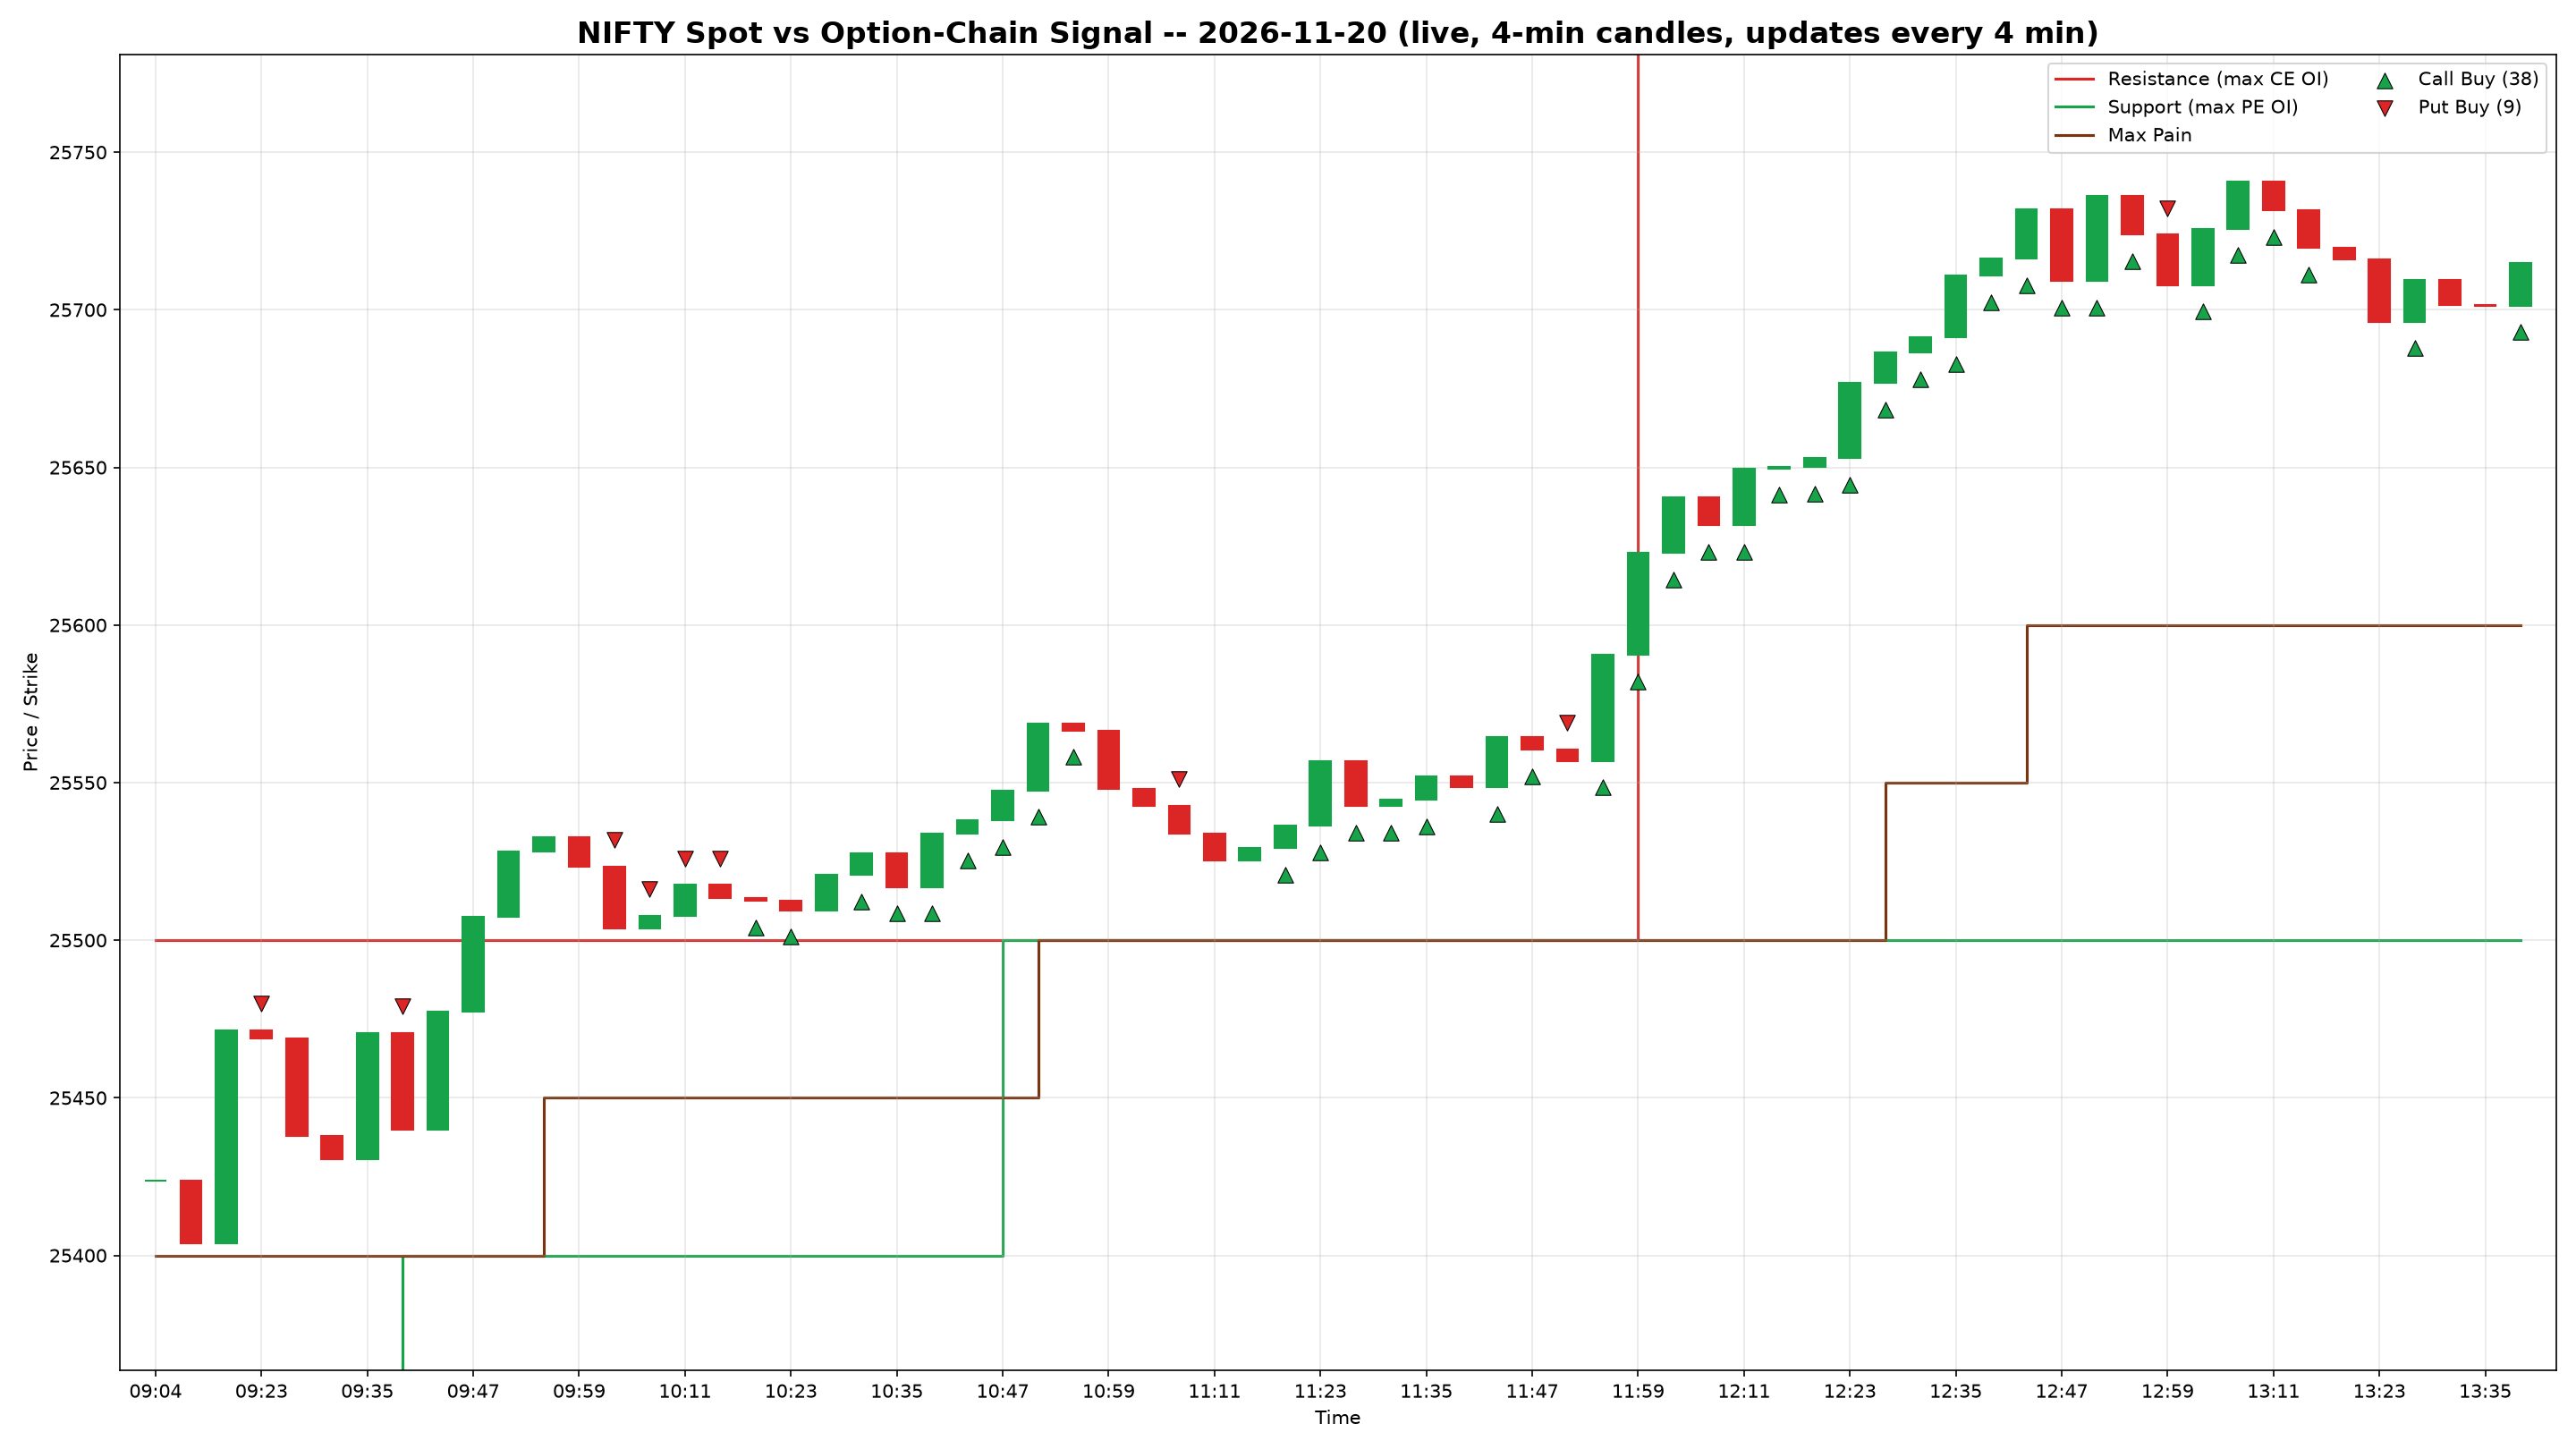 NIFTY Spot vs Option-Chain Signal -- 2026-11-20 (live, 4-min candles, updates every 4 min)
Resistance (max CE OI)
Support (max PE OI)
Max Pain
Call Buy (38)
Put Buy (9)
Price / Strike
25750
25700
25650
25600
25550
25500
25450
25400
09:04 09:23 09:35 09:47 09:59 10:11 10:23 10:35 10:47 10:59 11:11 11:23 11:35 11:47 11:59 12:11 12:23 12:35 12:47 12:59 13:11 13:23 13:35
Time